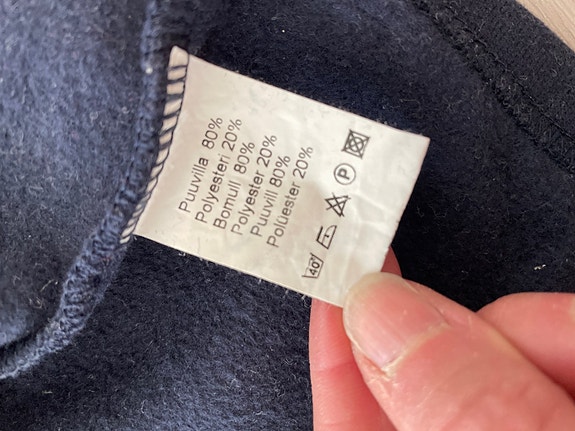 Puuvilla 80%
Polyesteri 20%
Bomull 80%
Polyester 20%
Puuvill 80%
Polüester 20%
40° P